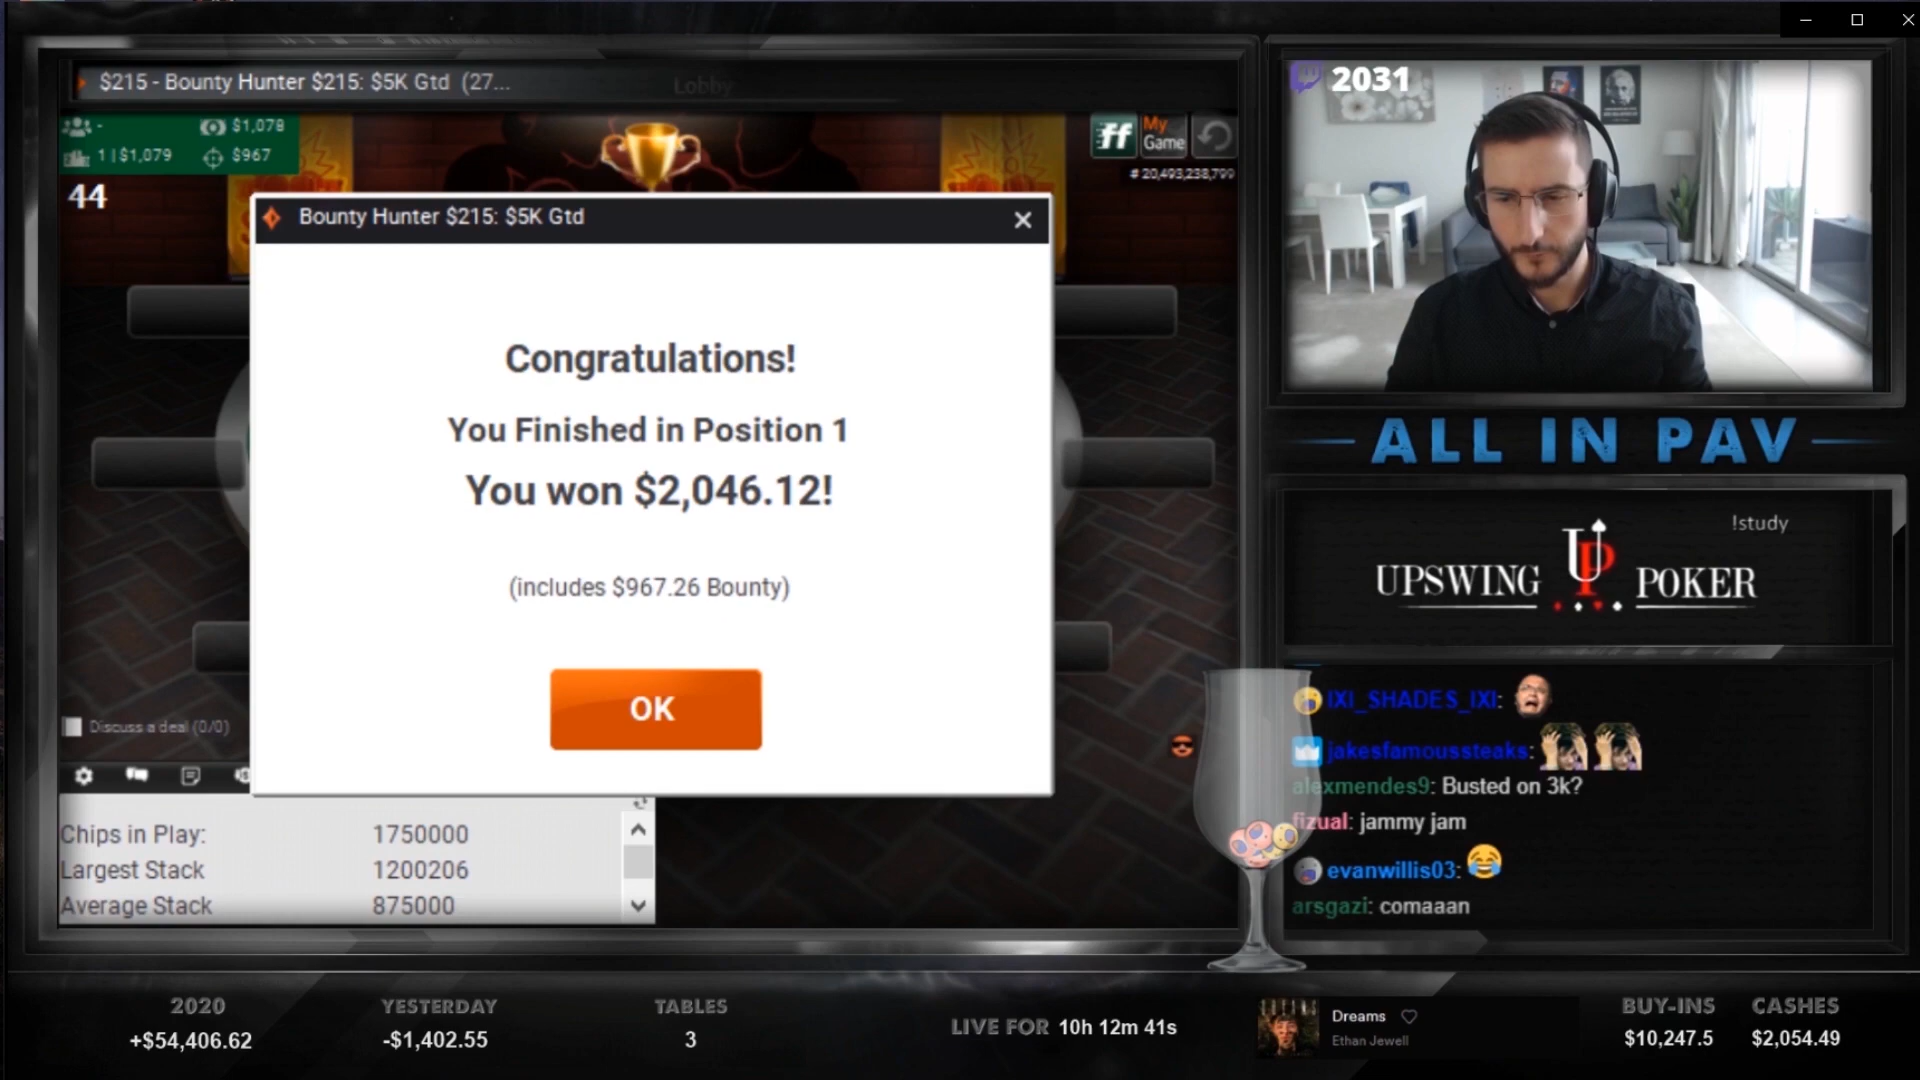 $215 - Bounty Hunter $215: $5K Gtd (27...
Lobby
-
$1,078
1 | $1,079
$967
44
ff
My
Game
# 20,493,238,799
Bounty Hunter $215: $5K Gtd
Congratulations!
You Finished in Position 1
You won $2,046.12!
(includes $967.26 Bounty)
OK
Discuss a deal (0/0)
Chips in Play: 1750000
Largest Stack 1200206
Average Stack 875000
2031
ALL IN PAV
!study
UPSWING UP POKER
IXI_SHADES_IXI:
jakesfamoussteaks:
alexmendes9: Busted on 3k?
fizual: jammy jam
evanwillis03: 😂
arsgazi: comaaan
2020
+$54,406.62
YESTERDAY
-$1,402.55
TABLES
3
LIVE FOR 10h 12m 41s
Dreams
Ethan Jewell
BUY-INS
$10,247.5
CASHES
$2,054.49